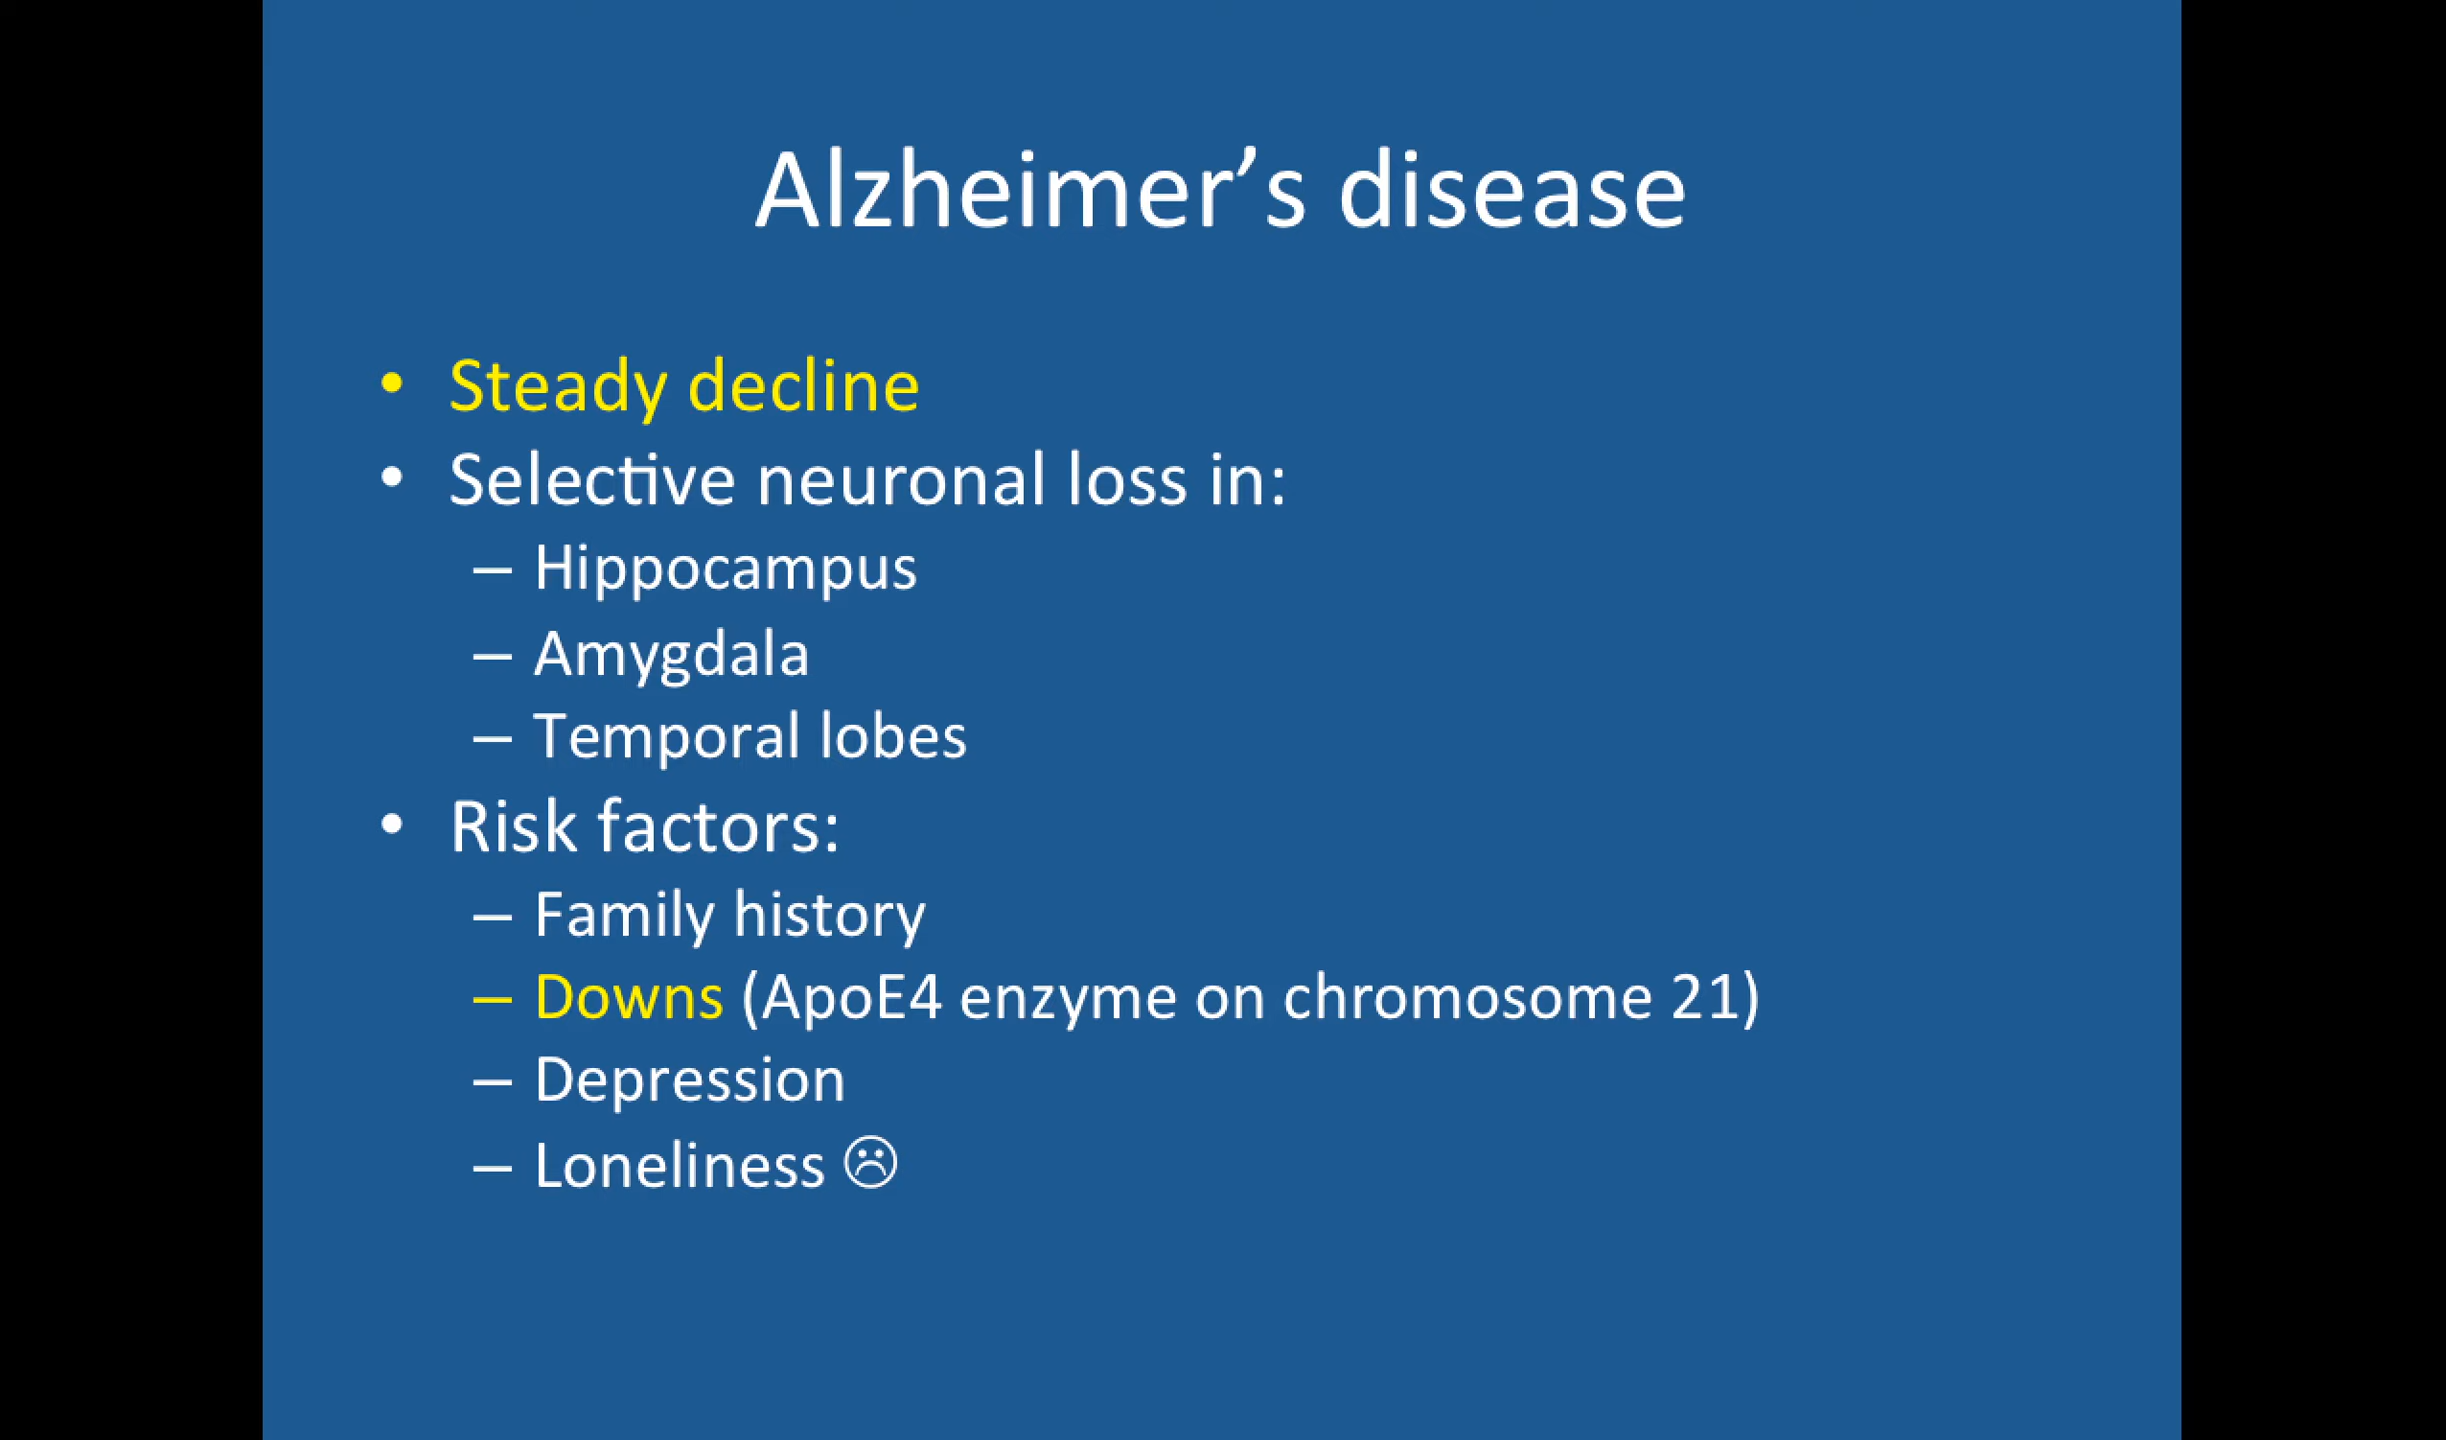 Alzheimer’s disease
• Steady decline
• Selective neuronal loss in:
– Hippocampus
– Amygdala
– Temporal lobes
• Risk factors:
– Family history
– Downs (ApoE4 enzyme on chromosome 21)
– Depression
– Loneliness ☹